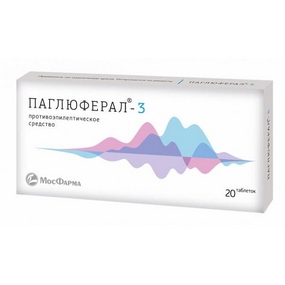 ПАГЛЮФЕРАЛ®-3
противоэпилептическое
средство
МосФарма
20 таблеток